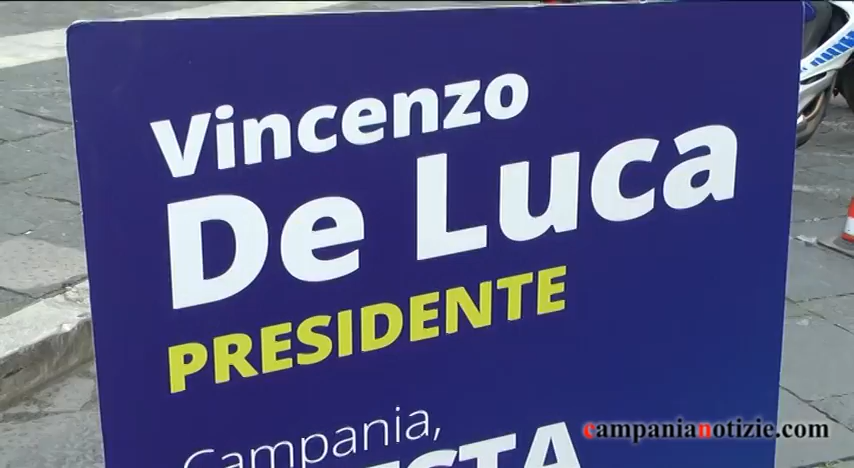 Vincenzo
De Luca
PRESIDENTE
Campania,
campanianotizie.com